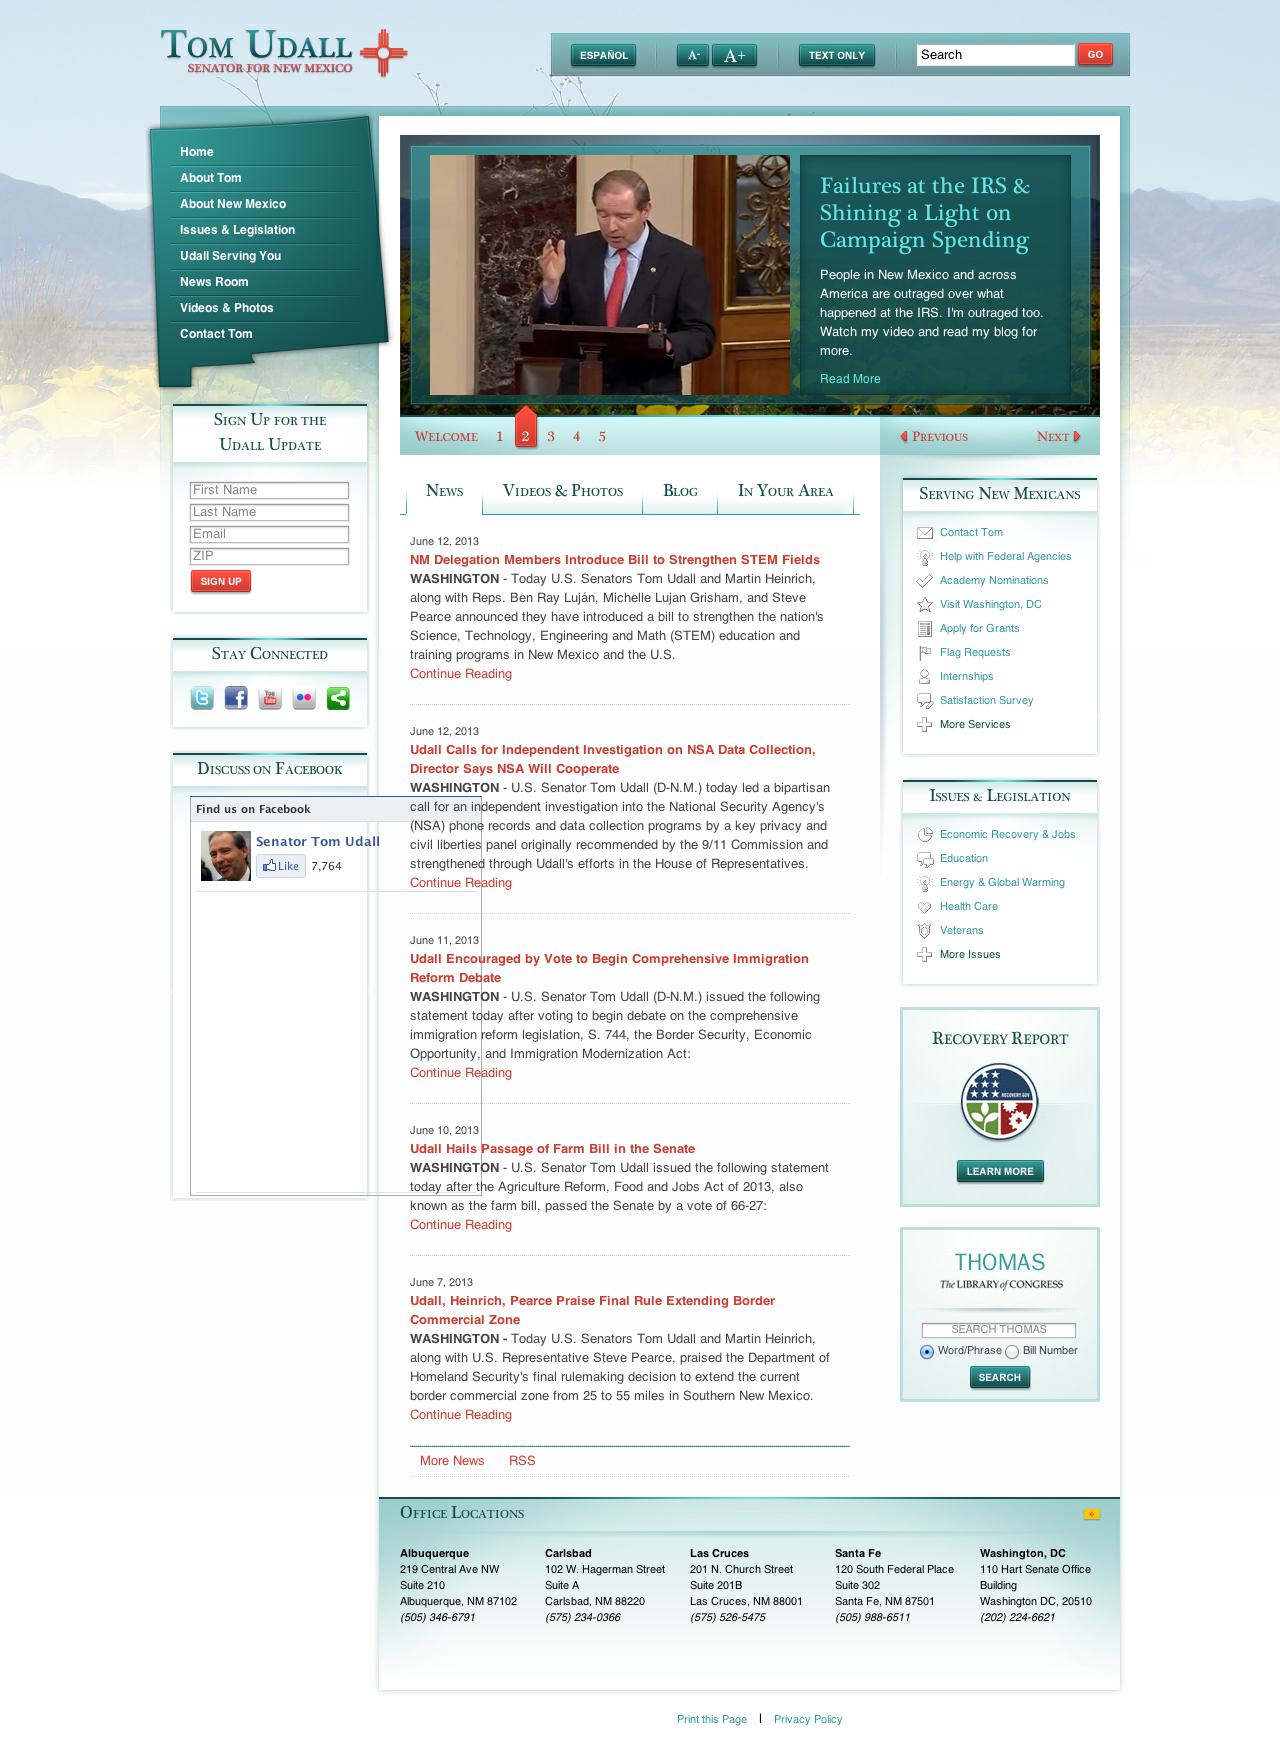 TOM UDALL
SENATOR FOR NEW MEXICO
ESPAÑOL
A-
A+
TEXT ONLY
Search
GO
Home
About Tom
About New Mexico
Issues & Legislation
Udall Serving You
News Room
Videos & Photos
Contact Tom
Failures at the IRS &
Shining a Light on
Campaign Spending
People in New Mexico and across
America are outraged over what
happened at the IRS. I'm outraged too.
Watch my video and read my blog for
more.
Read More
Welcome 1 2 3 4 5
Previous
Next
Sign Up for the
Udall Update
First Name
Last Name
Email
ZIP
SIGN UP
Stay Connected
You
Tube
Discuss on Facebook
Find us on Facebook
Senator Tom Udall
Like 7,764
News
Videos & Photos
Blog
In Your Area
June 12, 2013
NM Delegation Members Introduce Bill to Strengthen STEM Fields
WASHINGTON - Today U.S. Senators Tom Udall and Martin Heinrich,
along with Reps. Ben Ray Luján, Michelle Lujan Grisham, and Steve
Pearce announced they have introduced a bill to strengthen the nation's
Science, Technology, Engineering and Math (STEM) education and
training programs in New Mexico and the U.S.
Continue Reading
June 12, 2013
Udall Calls for Independent Investigation on NSA Data Collection,
Director Says NSA Will Cooperate
WASHINGTON - U.S. Senator Tom Udall (D-N.M.) today led a bipartisan
call for an independent investigation into the National Security Agency's
(NSA) phone records and data collection programs by a key privacy and
civil liberties panel originally recommended by the 9/11 Commission and
strengthened through Udall's efforts in the House of Representatives.
Continue Reading
June 11, 2013
Udall Encouraged by Vote to Begin Comprehensive Immigration
Reform Debate
WASHINGTON - U.S. Senator Tom Udall (D-N.M.) issued the following
statement today after voting to begin debate on the comprehensive
immigration reform legislation, S. 744, the Border Security, Economic
Opportunity, and Immigration Modernization Act:
Continue Reading
June 10, 2013
Udall Hails Passage of Farm Bill in the Senate
WASHINGTON - U.S. Senator Tom Udall issued the following statement
today after the Agriculture Reform, Food and Jobs Act of 2013, also
known as the farm bill, passed the Senate by a vote of 66-27:
Continue Reading
June 7, 2013
Udall, Heinrich, Pearce Praise Final Rule Extending Border
Commercial Zone
WASHINGTON - Today U.S. Senators Tom Udall and Martin Heinrich,
along with U.S. Representative Steve Pearce, praised the Department of
Homeland Security's final rulemaking decision to extend the current
border commercial zone from 25 to 55 miles in Southern New Mexico.
Continue Reading
More News RSS
Serving New Mexicans
Contact Tom
Help with Federal Agencies
Academy Nominations
Visit Washington, DC
Apply for Grants
Flag Requests
Internships
Satisfaction Survey
More Services
Issues & Legislation
Economic Recovery & Jobs
Education
Energy & Global Warming
Health Care
Veterans
More Issues
Recovery Report
RECOVERY.GOV
LEARN MORE
THOMAS
The LIBRARY of CONGRESS
SEARCH THOMAS
Word/Phrase Bill Number
SEARCH
Office Locations
Albuquerque
219 Central Ave NW
Suite 210
Albuquerque, NM 87102
(505) 346-6791
Carlsbad
102 W. Hagerman Street
Suite A
Carlsbad, NM 88220
(575) 234-0366
Las Cruces
201 N. Church Street
Suite 201B
Las Cruces, NM 88001
(575) 526-5475
Santa Fe
120 South Federal Place
Suite 302
Santa Fe, NM 87501
(505) 988-6511
Washington, DC
110 Hart Senate Office
Building
Washington DC, 20510
(202) 224-6621
Print this Page | Privacy Policy